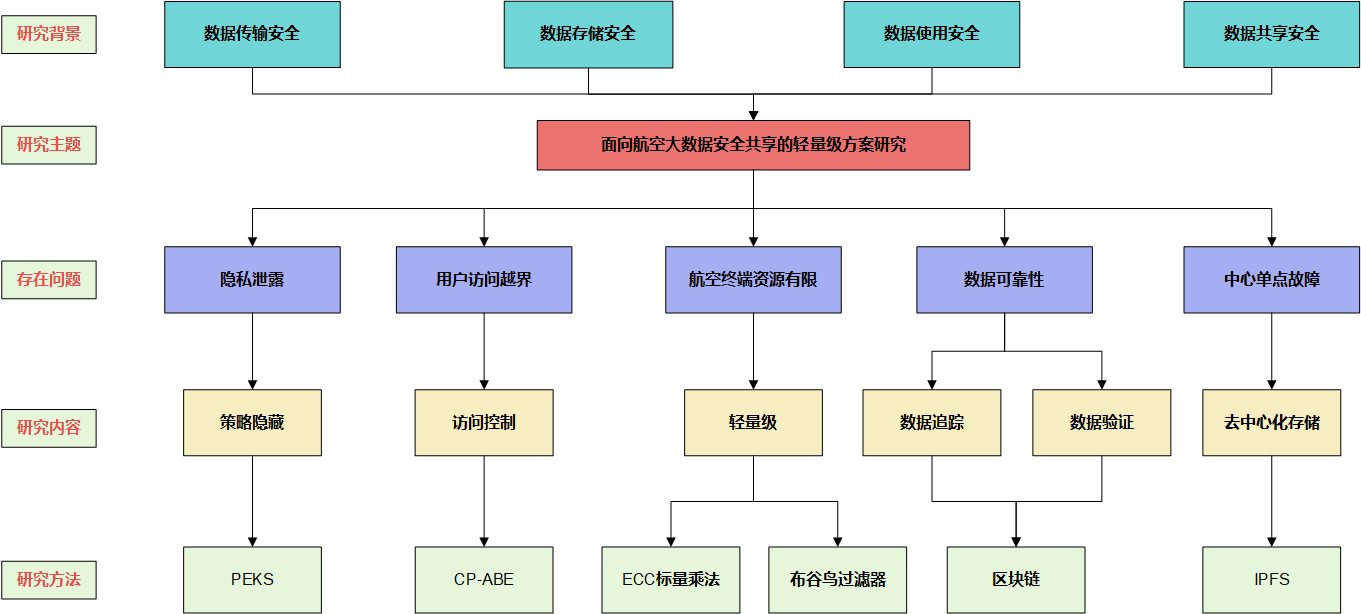 研究背景
数据传输安全
数据存储安全
数据使用安全
数据共享安全
研究主题
面向航空大数据安全共享的轻量级方案研究
存在问题
隐私泄露
用户访问越界
航空终端资源有限
数据可靠性
中心单点故障
研究内容
策略隐藏
访问控制
轻量级
数据追踪
数据验证
去中心化存储
研究方法
PEKS
CP-ABE
ECC标量乘法
布谷鸟过滤器
区块链
IPFS